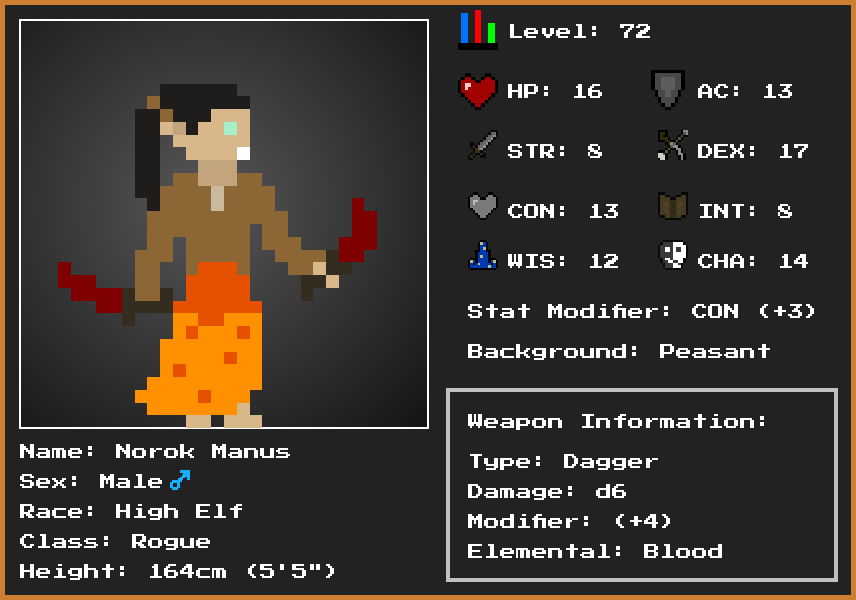 Level: 72
HP: 16 AC: 13
STR: 8 DEX: 17
CON: 13 INT: 8
WIS: 12 CHA: 14
Stat Modifier: CON (+3)
Background: Peasant
Weapon Information:
Type: Dagger
Damage: d6
Modifier: (+4)
Elemental: Blood
Name: Norok Manus
Sex: Male ♂
Race: High Elf
Class: Rogue
Height: 164cm (5'5")